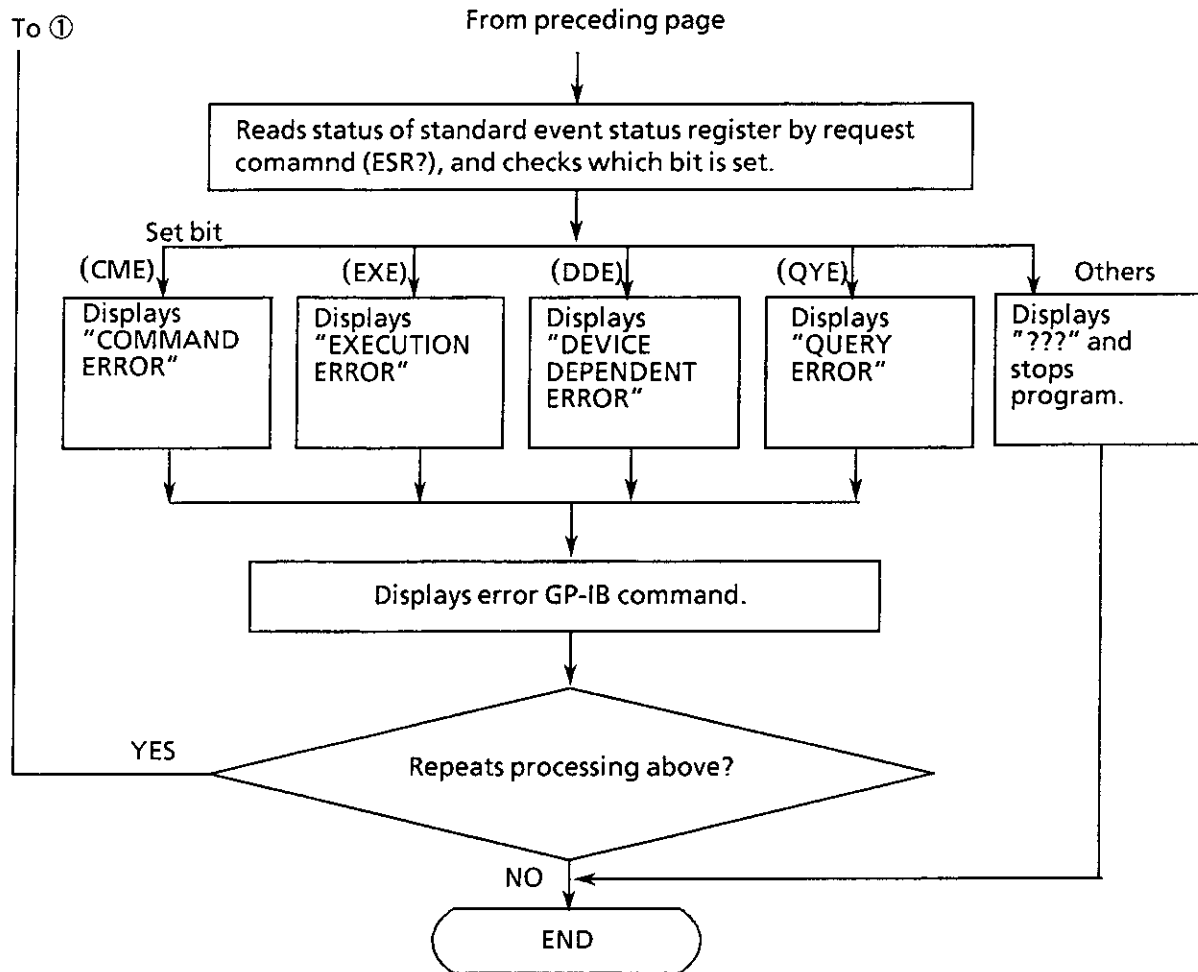 To ①
From preceding page
Reads status of standard event status register by request
comamnd (ESR?), and checks which bit is set.
Set bit
(CME)
(EXE)
(DDE)
(QYE)
Others
Displays
"COMMAND
ERROR"
Displays
"EXECUTION
ERROR"
Displays
"DEVICE
DEPENDENT
ERROR"
Displays
"QUERY
ERROR"
Displays
"???" and
stops
program.
Displays error GP-IB command.
YES
Repeats processing above?
NO
END